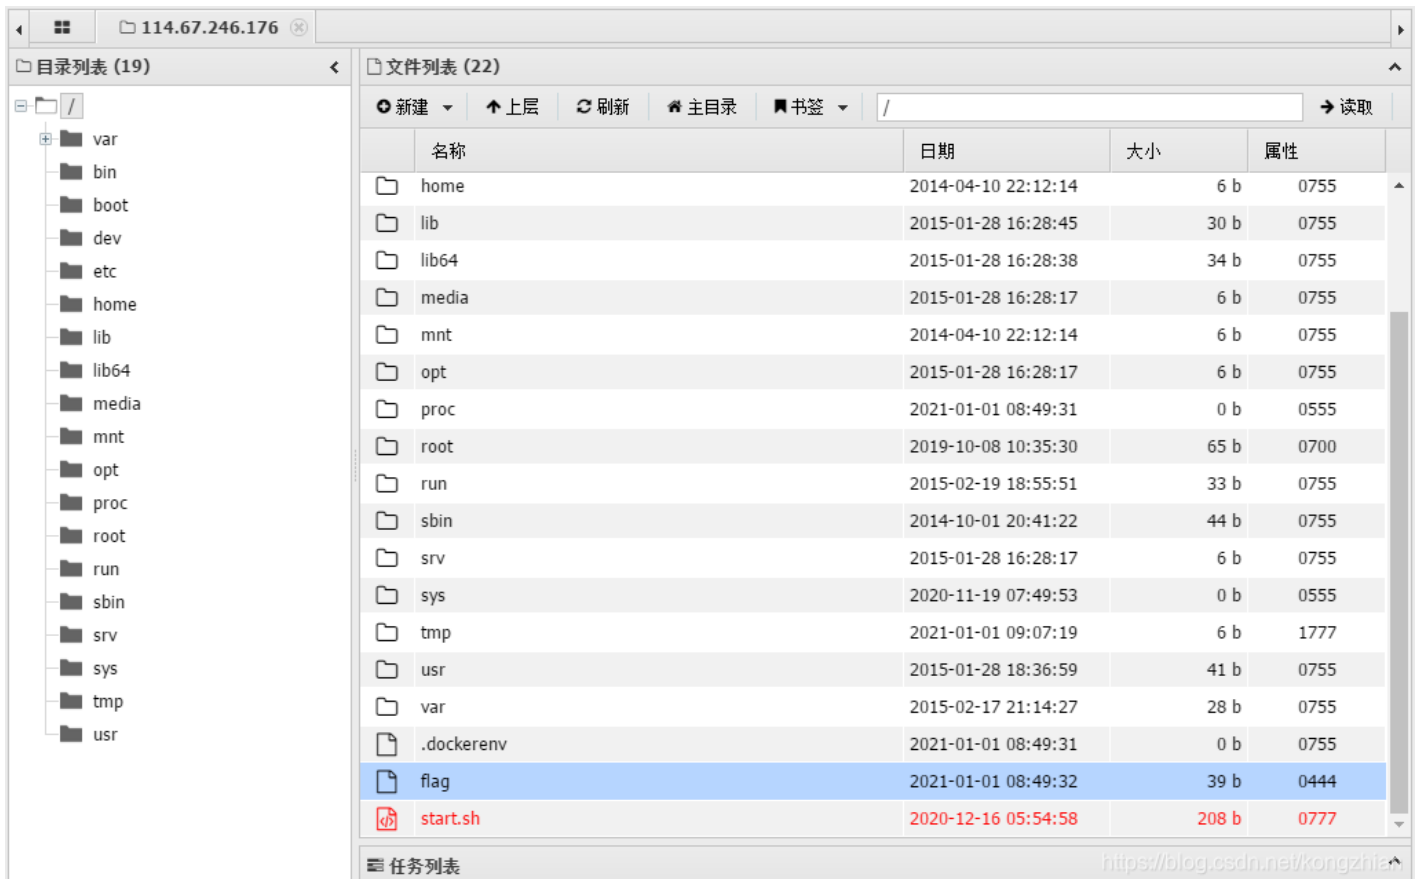 114.67.246.176
目录列表 (19)
/
var
bin
boot
dev
etc
home
lib
lib64
media
mnt
opt
proc
root
run
sbin
srv
sys
tmp
usr
文件列表 (22)
新建 上层 刷新 主目录 书签 / 读取
名称 日期 大小 属性
home 2014-04-10 22:12:14 6 b 0755
lib 2015-01-28 16:28:45 30 b 0755
lib64 2015-01-28 16:28:38 34 b 0755
media 2015-01-28 16:28:17 6 b 0755
mnt 2014-04-10 22:12:14 6 b 0755
opt 2015-01-28 16:28:17 6 b 0755
proc 2021-01-01 08:49:31 0 b 0555
root 2019-10-08 10:35:30 65 b 0700
run 2015-02-19 18:55:51 33 b 0755
sbin 2014-10-01 20:41:22 44 b 0755
srv 2015-01-28 16:28:17 6 b 0755
sys 2020-11-19 07:49:53 0 b 0555
tmp 2021-01-01 09:07:19 6 b 1777
usr 2015-01-28 18:36:59 41 b 0755
var 2015-02-17 21:14:27 28 b 0755
.dockerenv 2021-01-01 08:49:31 0 b 0755
flag 2021-01-01 08:49:32 39 b 0444
start.sh 2020-12-16 05:54:58 208 b 0777
任务列表
https://blog.csdn.net/kongzhian